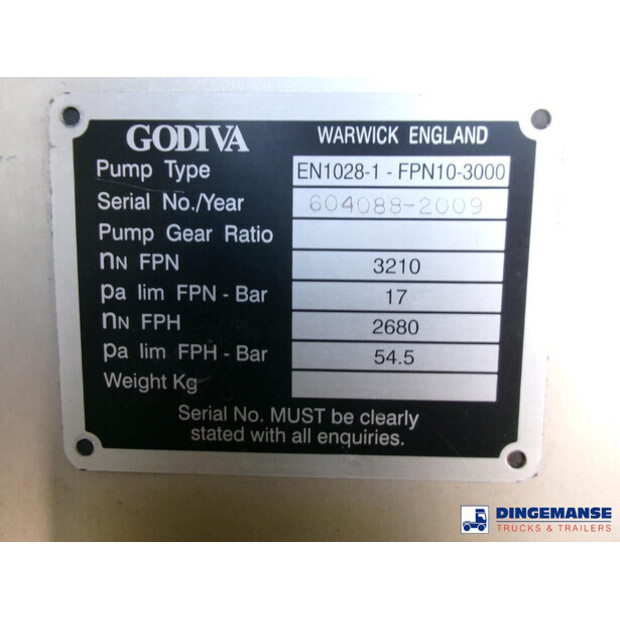 GODIVA WARWICK ENGLAND
Pump Type EN1028-1 - FPN10-3000
Serial No./Year 604088-2009
Pump Gear Ratio
nN FPN 3210
pa lim FPN - Bar 17
nN FPH 2680
pa lim FPH - Bar 54.5
Weight Kg
Serial No. MUST be clearly
stated with all enquiries.
DINGEMANSE
TRUCKS & TRAILERS